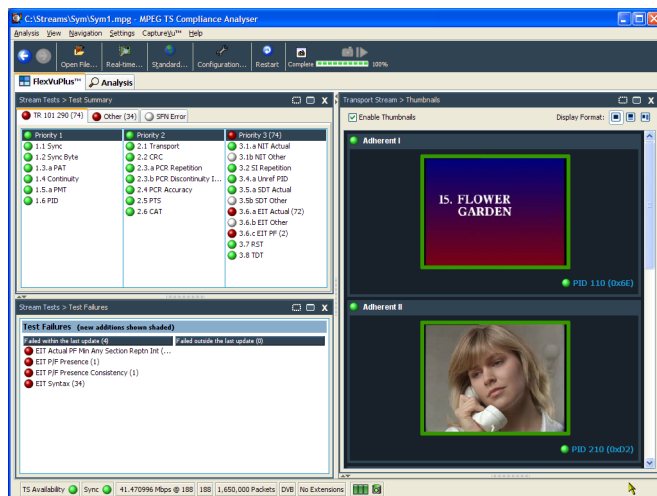 C:\Streams\Sym\Sym1.mpg - MPEG TS Compliance Analyser
Analysis View Navigation Settings CaptureVu™ Help
Open File... Real-time... Standard... Configuration... Restart Complete 100%
FlexVuPlus™ Analysis
Stream Tests > Test Summary
TR 101 290 (74) Other (34) SFN Error
Priority 1
1.1 Sync
1.2 Sync Byte
1.3.a PAT
1.4 Continuity
1.5.a PMT
1.6 PID
Priority 2
2.1 Transport
2.2 CRC
2.3.a PCR Repetition
2.3.b PCR Discontinuity I...
2.4 PCR Accuracy
2.5 PTS
2.6 CAT
Priority 3 (74)
3.1.a NIT Actual
3.1b NIT Other
3.2 SI Repetition
3.4.a Unref PID
3.5.a SDT Actual
3.5b SDT Other
3.6.a EIT Actual (72)
3.6.b EIT Other
3.6.c EIT PF (2)
3.7 RST
3.8 TDT
Stream Tests > Test Failures
Test Failures (new additions shown shaded)
Failed within the last update (4) Failed outside the last update (0)
EIT Actual PF Min Any Section Reptn Int (...
EIT P/F Presence (1)
EIT P/F Presence Consistency (1)
EIT Syntax (34)
Transport Stream > Thumbnails
Enable Thumbnails Display Format:
Adherent I
15. FLOWER
GARDEN
PID 110 (0x6E)
Adherent II
PID 210 (0xD2)
TS Availability Sync 41.470996 Mbps @ 188 188 1,650,000 Packets DVB No Extensions